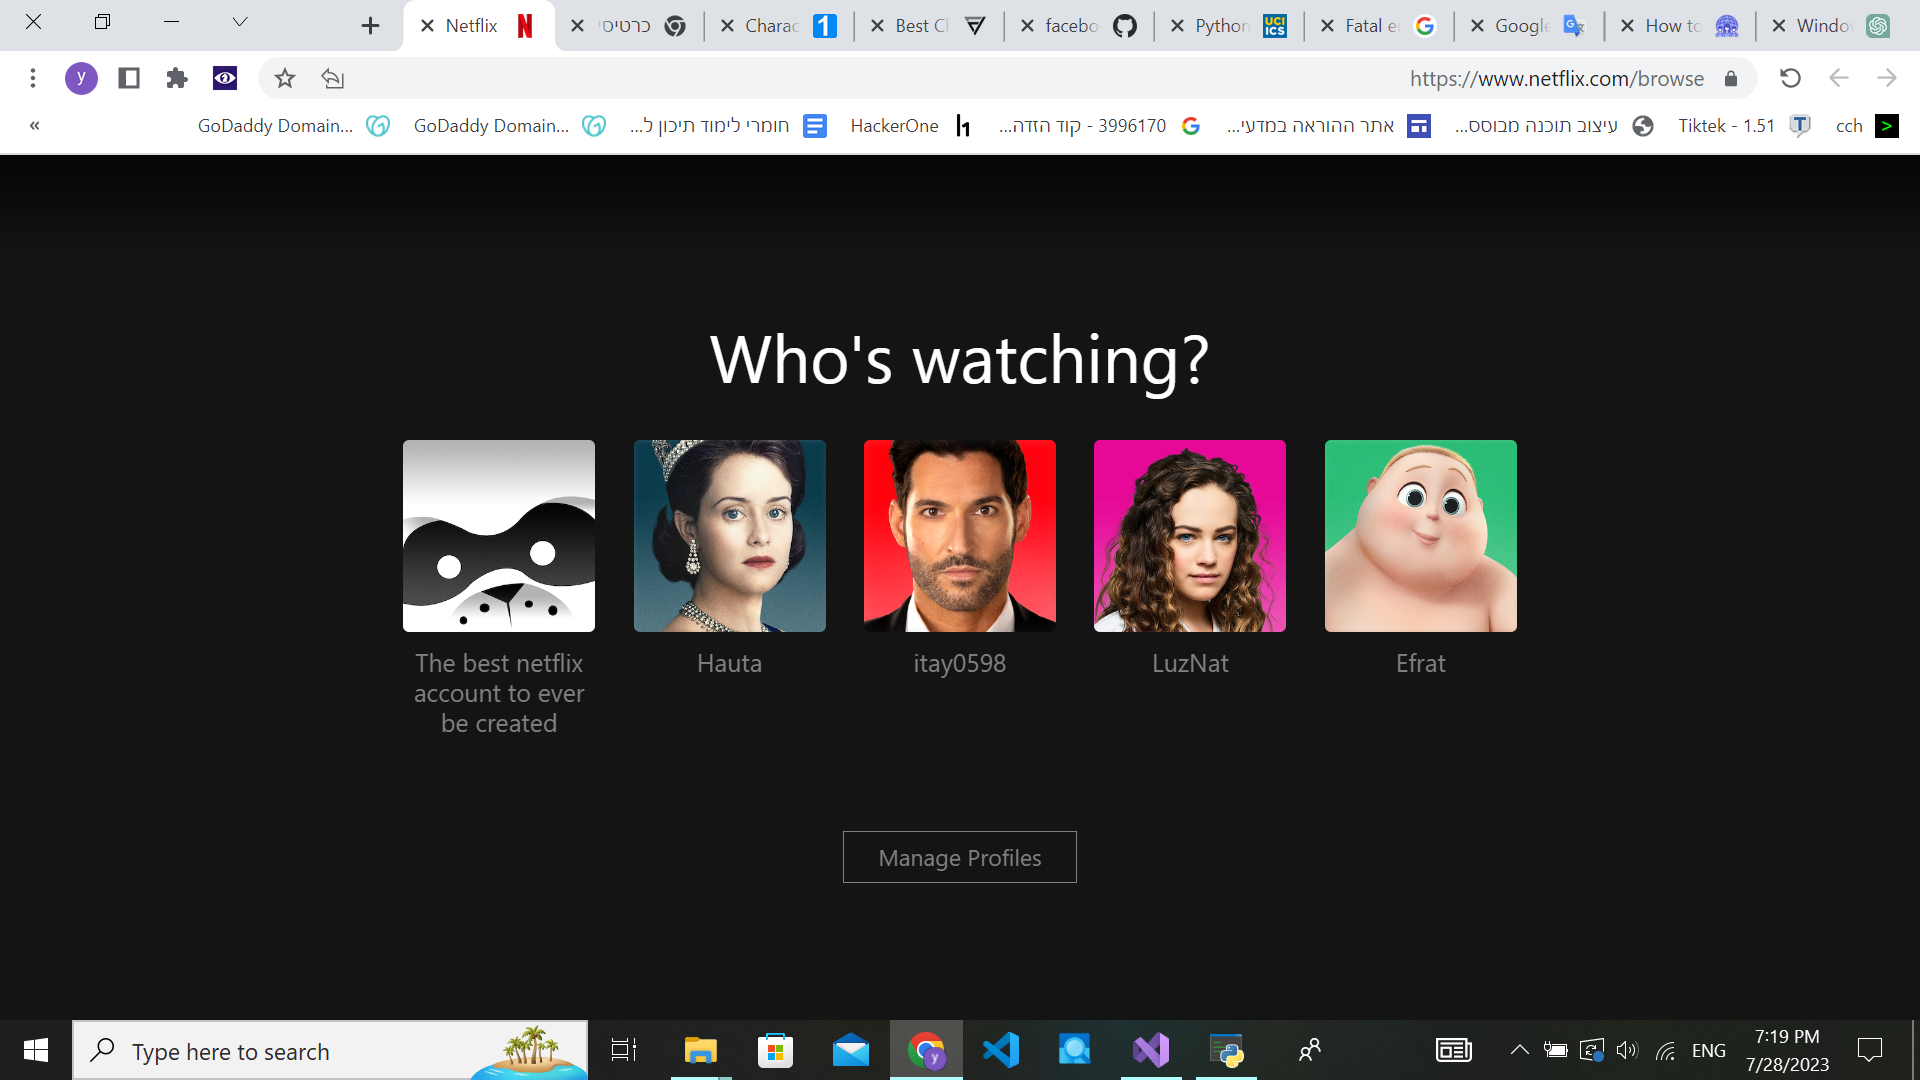 Netflix
כרטיסי
Charac
Best Ch
facebo
Python
Fatal er
Google
How to
Windo
https://www.netflix.com/browse
y
«
GoDaddy Domain...
GoDaddy Domain...
חומרי לימוד תיכון ל...
HackerOne
3996170 - קוד הזדה...
אתר ההוראה במדעי...
עיצוב תוכנה מבוסס...
Tiktek - 1.51
cch
Who's watching?
The best netflix
account to ever
be created
Hauta
itay0598
LuzNat
Efrat
Manage Profiles
Type here to search
ENG
7:19 PM
7/28/2023